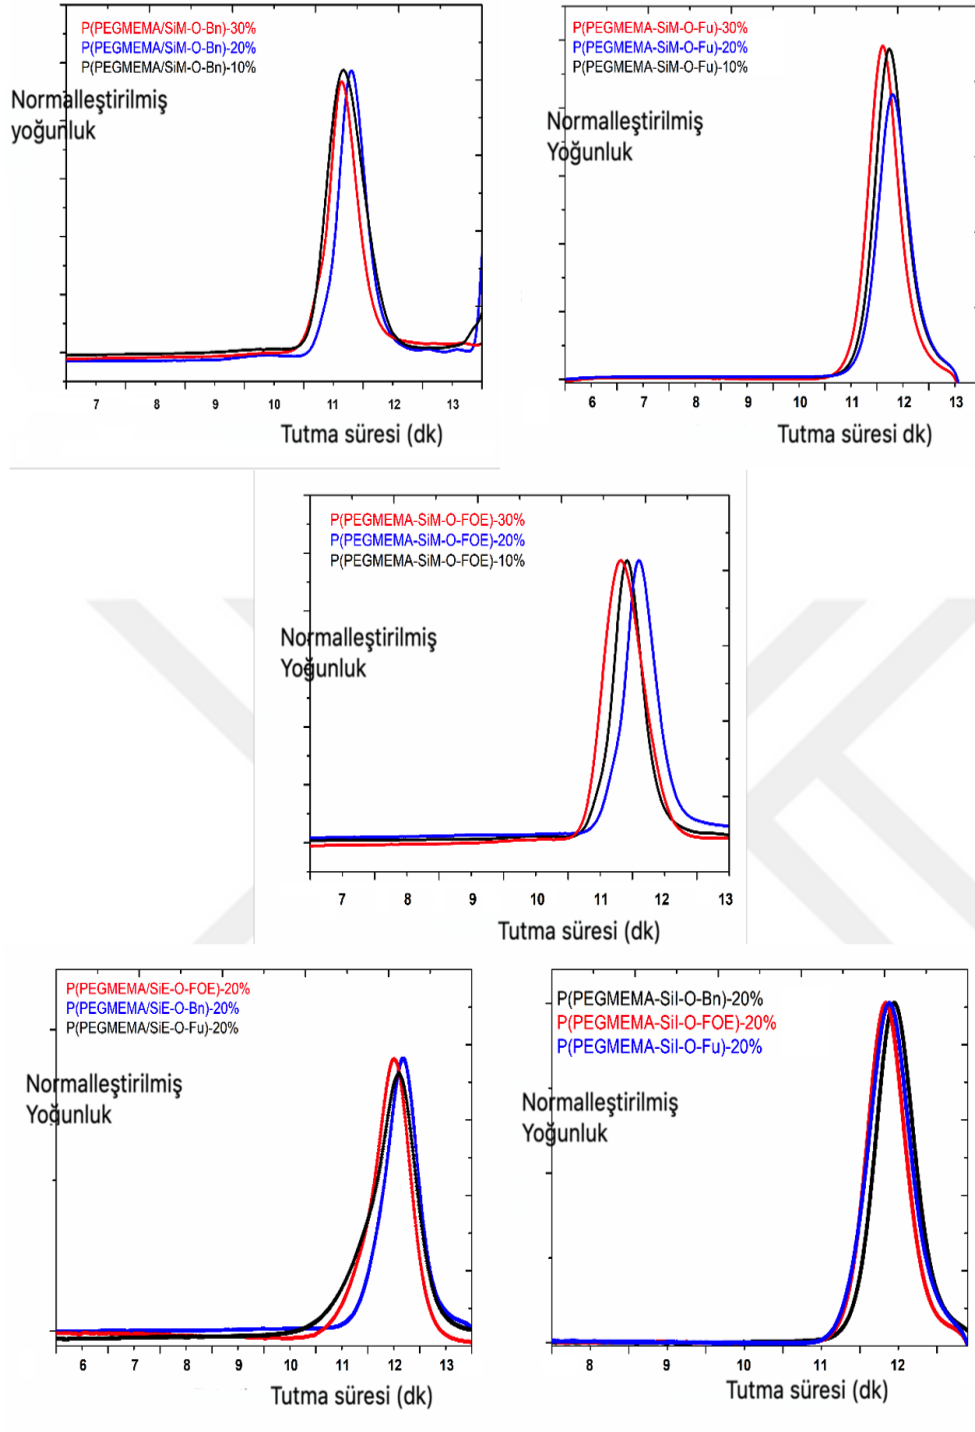 P(PEGMEMA/SiM-O-Bn)-30%
P(PEGMEMA/SiM-O-Bn)-20%
P(PEGMEMA/SiM-O-Bn)-10%
Normalleştirilmiş
yoğunluk
7 8 9 10 11 12 13
Tutma süresi (dk)
P(PEGMEMA-SiM-O-Fu)-30%
P(PEGMEMA-SiM-O-Fu)-20%
P(PEGMEMA-SiM-O-Fu)-10%
Normalleştirilmiş
Yoğunluk
6 7 8 9 10 11 12 13
Tutma süresi dk)
P(PEGMEMA-SiM-O-FOE)-30%
P(PEGMEMA-SiM-O-FOE)-20%
P(PEGMEMA-SiM-O-FOE)-10%
Normalleştirilmiş
Yoğunluk
7 8 9 10 11 12 13
Tutma süresi (dk)
P(PEGMEMA/SiE-O-FOE)-20%
P(PEGMEMA/SiE-O-Bn)-20%
P(PEGMEMA/SiE-O-Fu)-20%
Normalleştirilmiş
Yoğunluk
6 7 8 9 10 11 12 13
Tutma süresi (dk)
P(PEGMEMA-Sil-O-Bn)-20%
P(PEGMEMA-Sil-O-FOE)-20%
P(PEGMEMA-Sil-O-Fu)-20%
Normalleştirilmiş
Yoğunluk
8 9 10 11 12
Tutma süresi (dk)